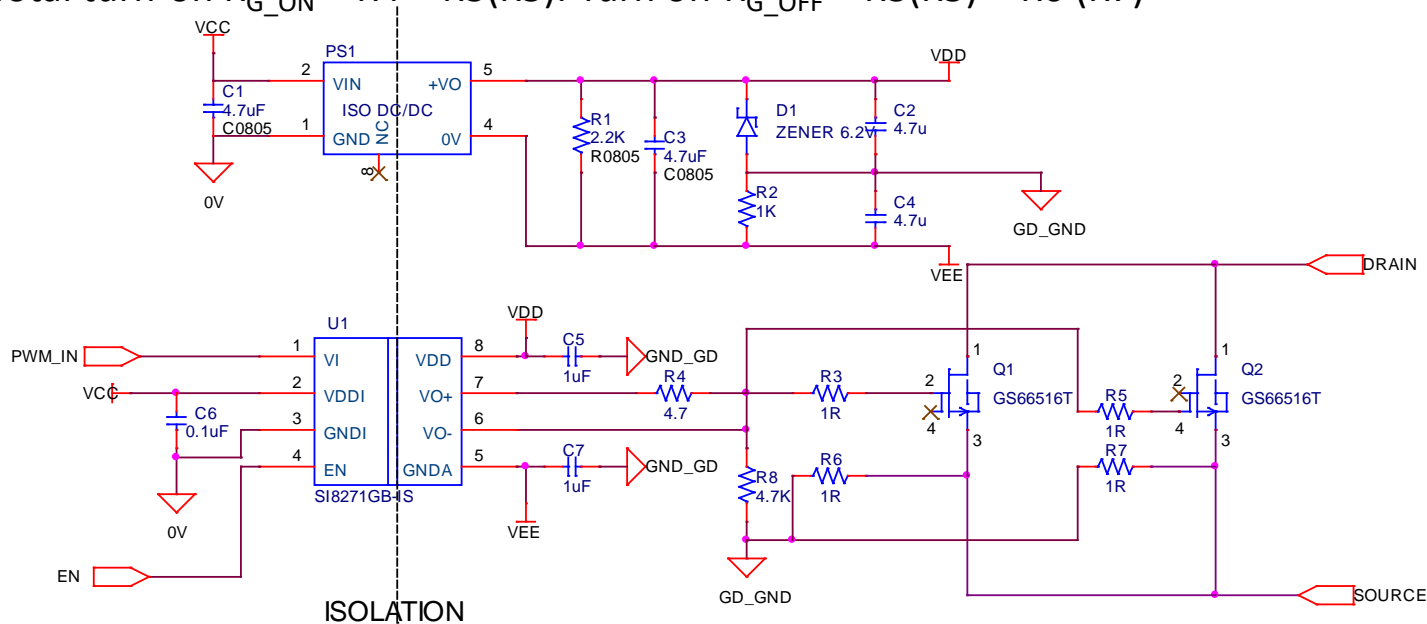 R_G_ON
R_G_OFF
VCC
PS1
VDD
2
VIN
+VO
5
C1
4.7uF
C0805
ISO DC/DC
1
GND
NC
0V
4
8
0V
R1
2.2K
R0805
C3
4.7uF
C0805
D1
ZENER 6.2V
C2
4.7u
R2
1K
C4
4.7u
GD_GND
VEE
DRAIN
U1
VDD
PWM_IN
1
VI
VDD
8
C5
1uF
GND_GD
VCC
2
VDDI
VO+
7
R4
4.7
C6
0.1uF
3
GNDI
VO-
6
4
EN
GNDA
5
C7
1uF
GND_GD
SI8271GB-IS
0V
VEE
EN
R3
1R
R6
1R
R8
4.7K
GD_GND
1
2
4
3
Q1
GS66516T
R5
1R
R7
1R
1
2
4
3
Q2
GS66516T
SOURCE
ISOLATION